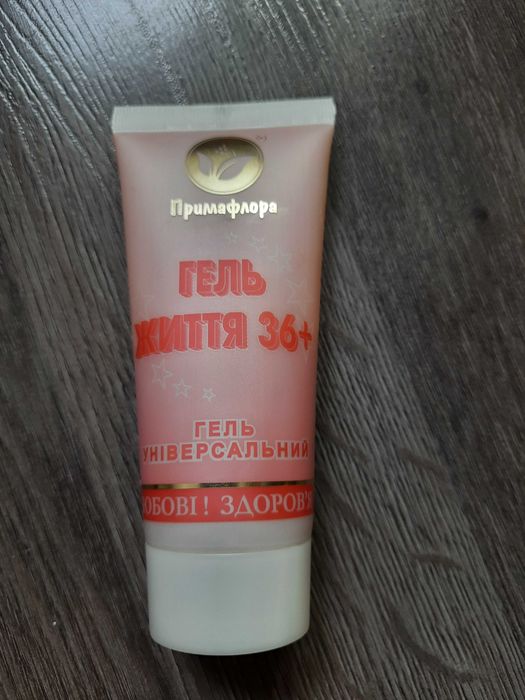 Примафлора
ГЕЛЬ
ЖИТТЯ 36+
ГЕЛЬ
УНІВЕРСАЛЬНИЙ
! ЗДОРОВ'